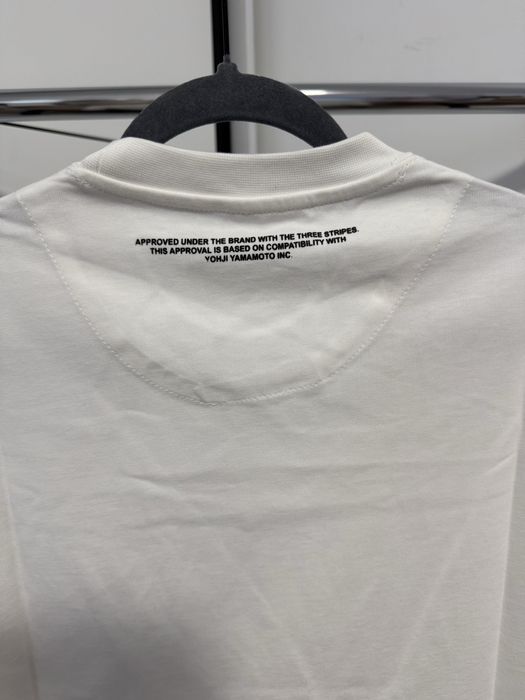 APPROVED UNDER THE BRAND WITH THE THREE STRIPES.
THIS APPROVAL IS BASED ON COMPATIBILITY WITH
YOHJI YAMAMOTO INC.